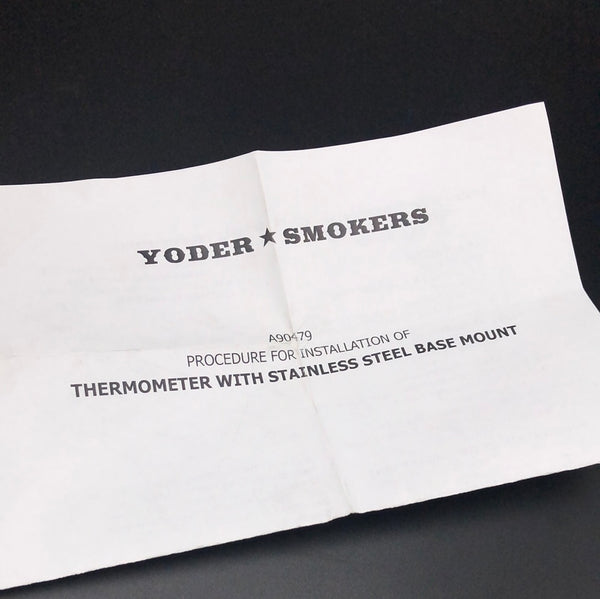 YODER★SMOKERS
A90479
PROCEDURE FOR INSTALLATION OF
THERMOMETER WITH STAINLESS STEEL BASE MOUNT